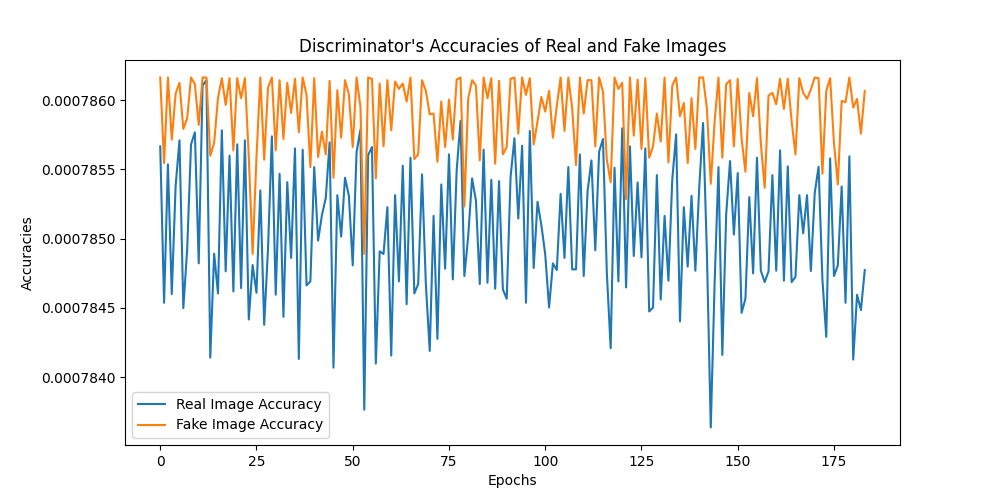 Discriminator's Accuracies of Real and Fake Images
0.0007860
0.0007855
0.0007850
0.0007845
0.0007840
Accuracies
Real Image Accuracy
Fake Image Accuracy
0 25 50 75 100 125 150 175
Epochs